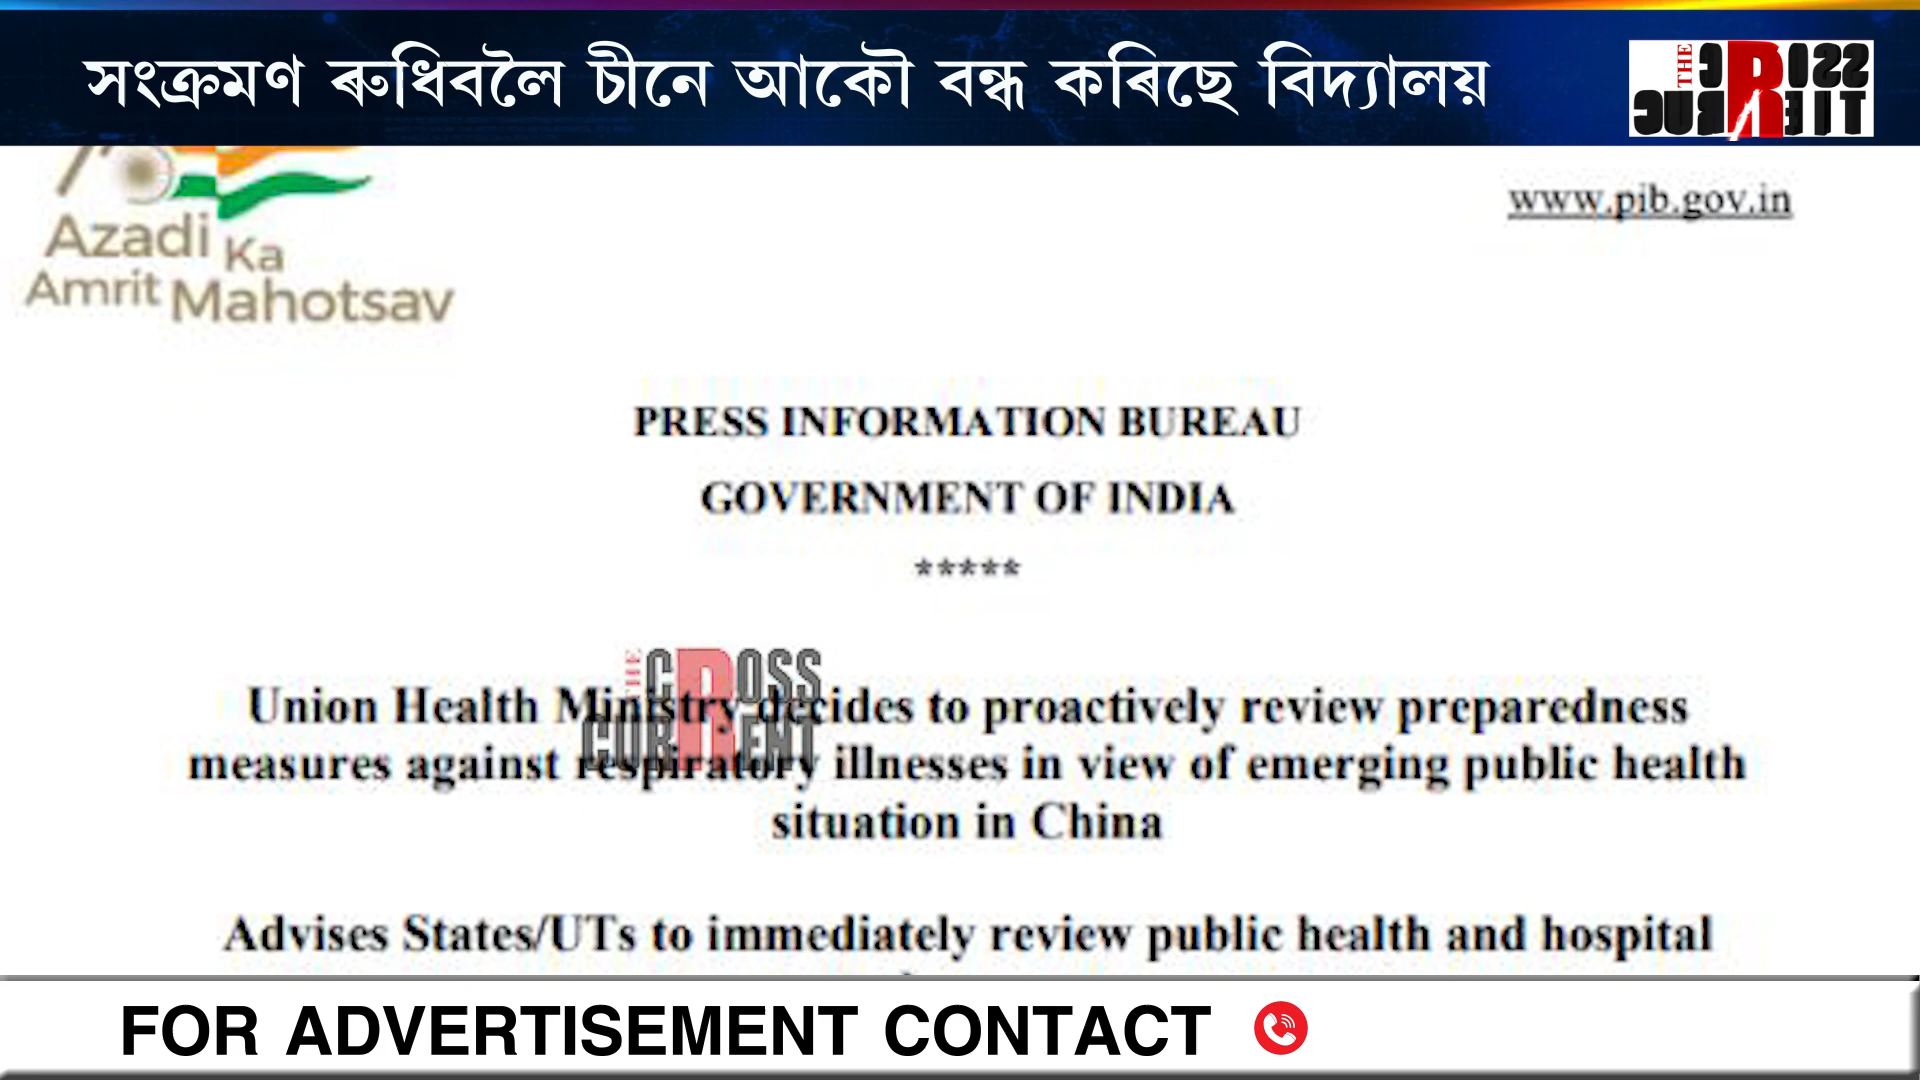 সংক্ৰমণ ৰুধিবলৈ চীনে আকৌ বন্ধ কৰিছে বিদ্যালয়
THE CROSS
CURRENT
www.pib.gov.in
Azadi Ka
Amrit Mahotsav
PRESS INFORMATION BUREAU
GOVERNMENT OF INDIA
*****
THE CROSS
CURRENT
Union Health Ministry decides to proactively review preparedness
measures against respiratory illnesses in view of emerging public health
situation in China
Advises States/UTs to immediately review public health and hospital
FOR ADVERTISEMENT CONTACT